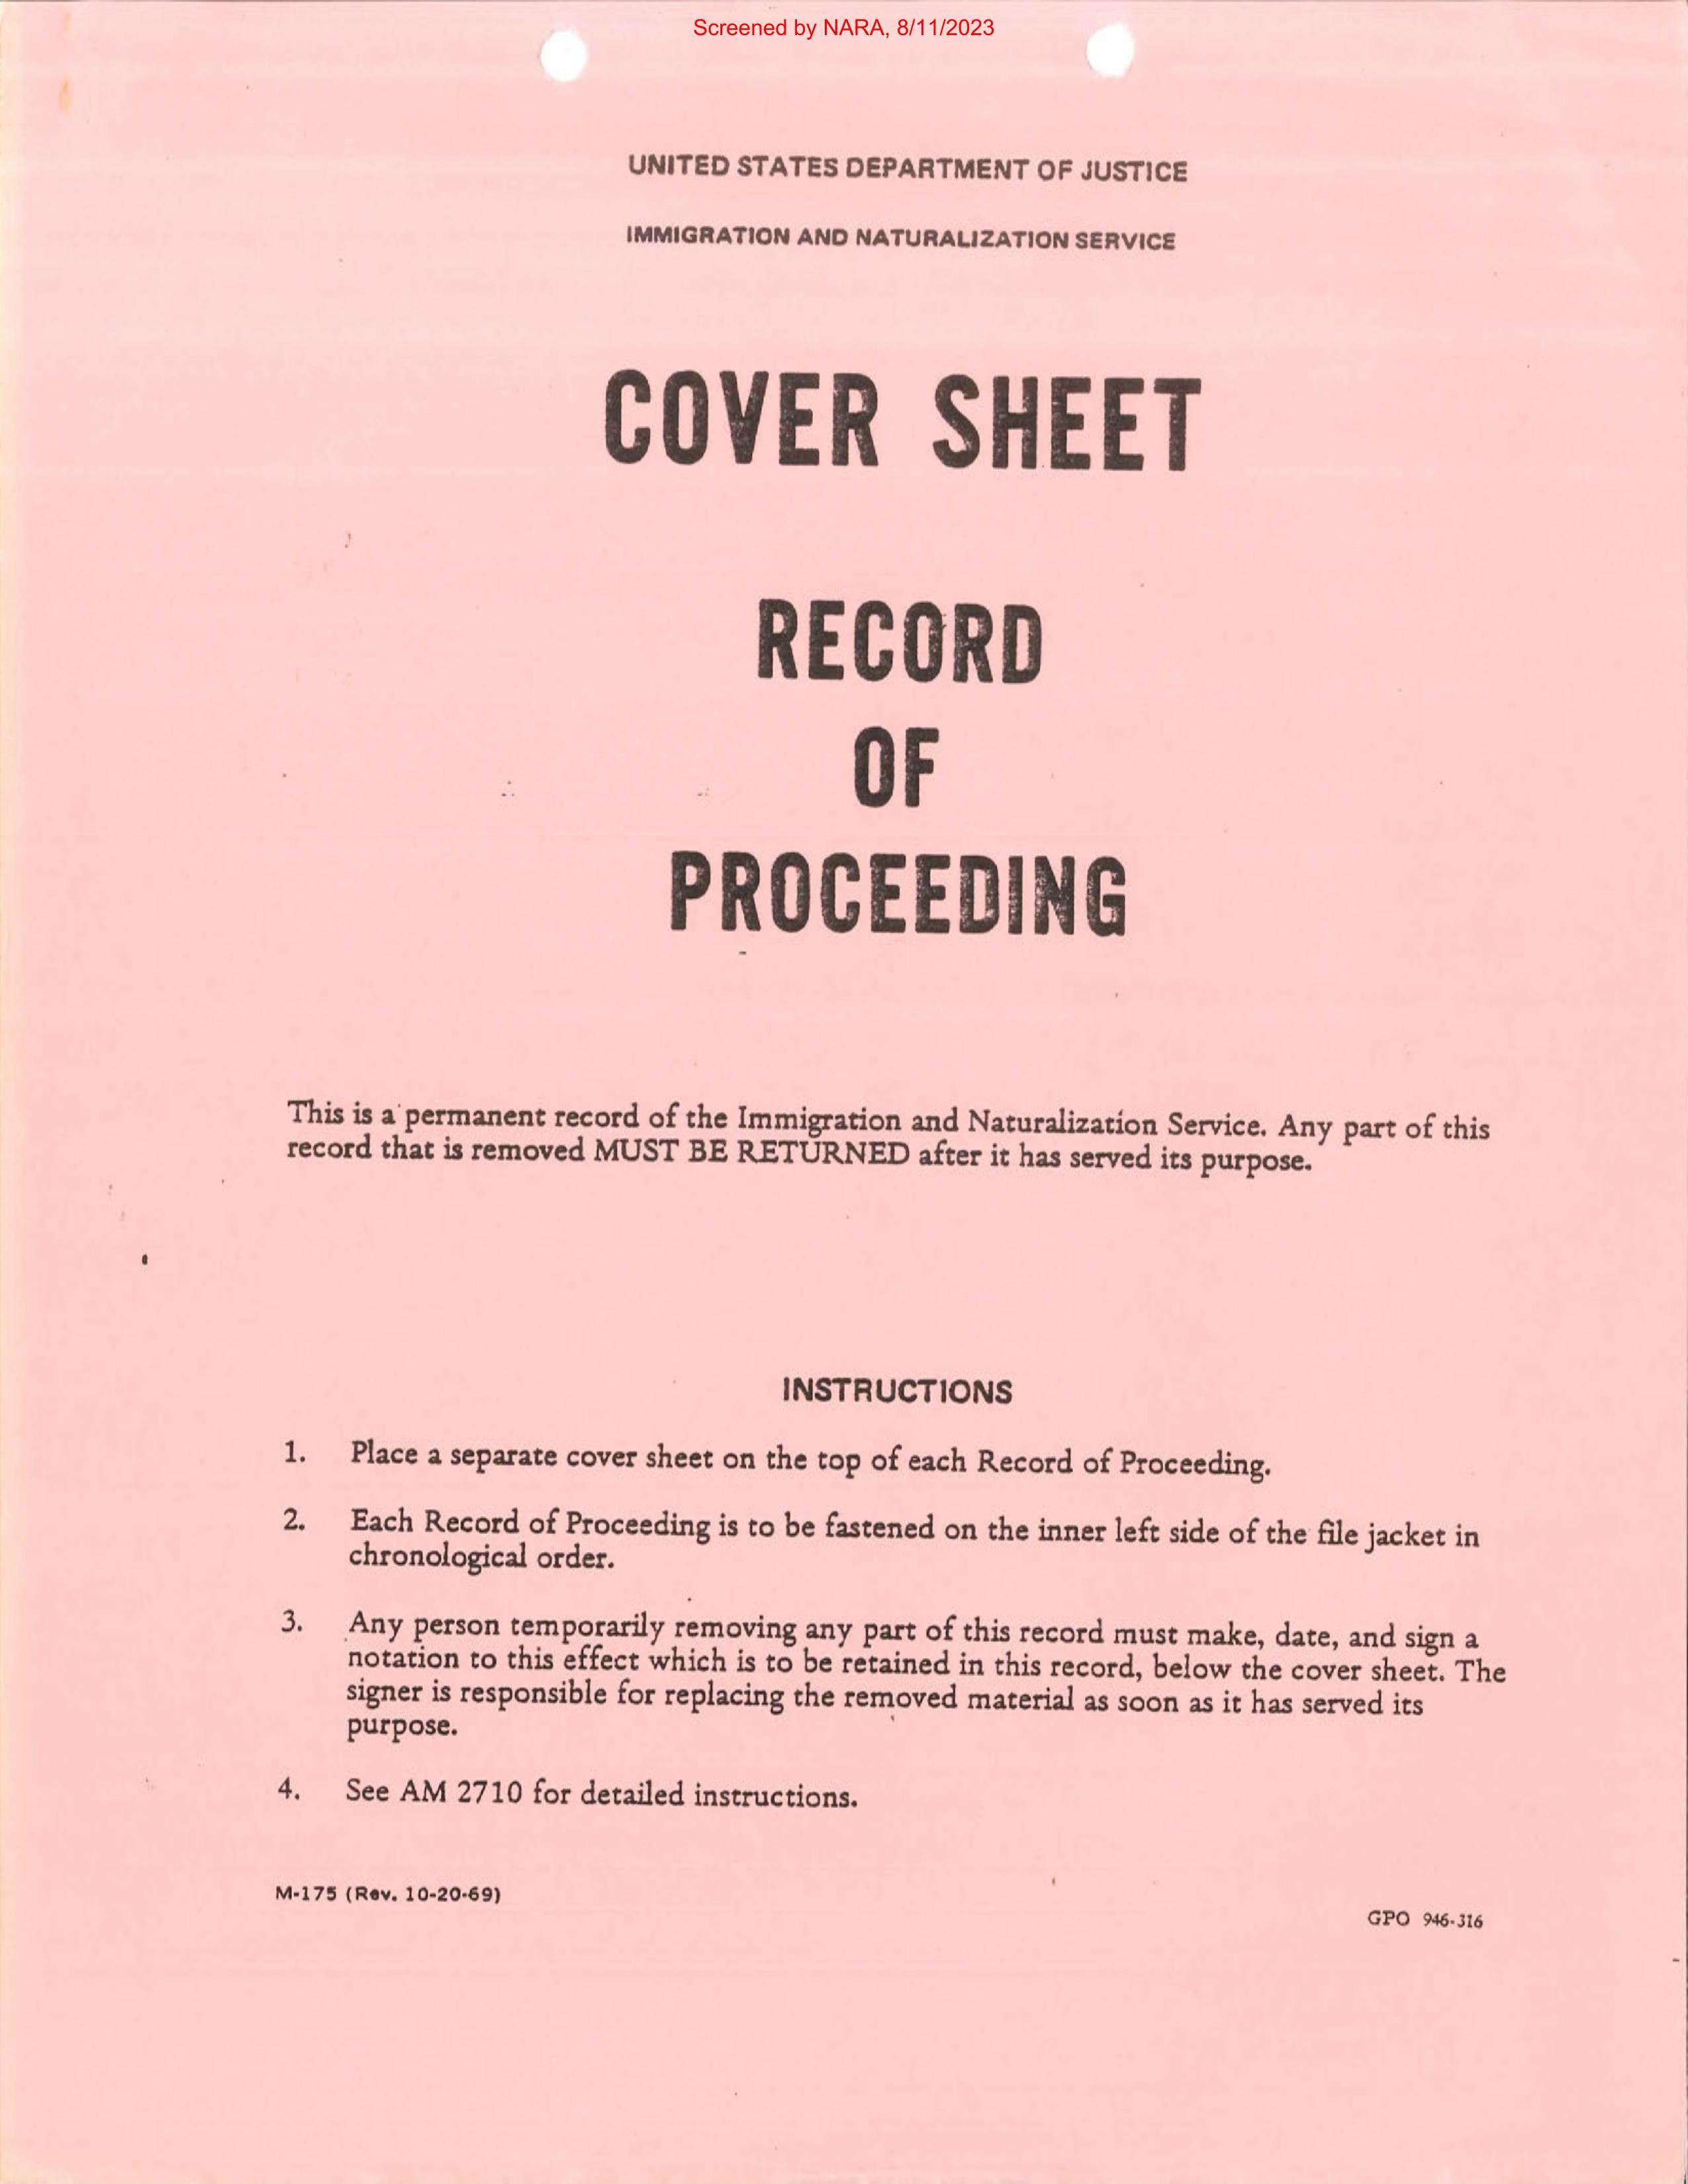 Screened by NARA, 8/11/2023
UNITED STATES DEPARTMENT OF JUSTICE
IMMIGRATION AND NATURALIZATION SERVICE
COVER SHEET
RECORD
OF
PROCEEDING
This is a permanent record of the Immigration and Naturalization Service. Any part of this
record that is removed MUST BE RETURNED after it has served its purpose.
INSTRUCTIONS
1. Place a separate cover sheet on the top of each Record of Proceeding.
2. Each Record of Proceeding is to be fastened on the inner left side of the file jacket in
chronological order.
3. Any person temporarily removing any part of this record must make, date, and sign a
notation to this effect which is to be retained in this record, below the cover sheet. The
signer is responsible for replacing the removed material as soon as it has served its
purpose.
4. See AM 2710 for detailed instructions.
M-175 (Rev. 10-20-69)
GPO 946-316